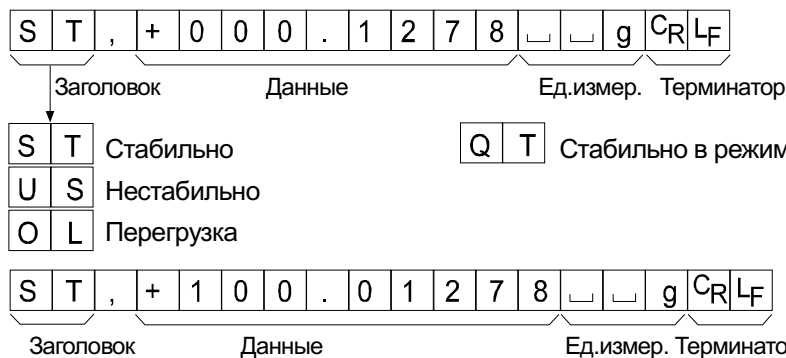 S T , + 0 0 0 . 1 2 7 8 ␣ ␣ g CR LF
Заголовок Данные Ед.измер. Терминатор
S T Стабильно Q T Стабильно в режим
U S Нестабильно
O L Перегрузка
S T , + 1 0 0 . 0 1 2 7 8 ␣ ␣ g CR LF
Заголовок Данные Ед.измер. Терминато